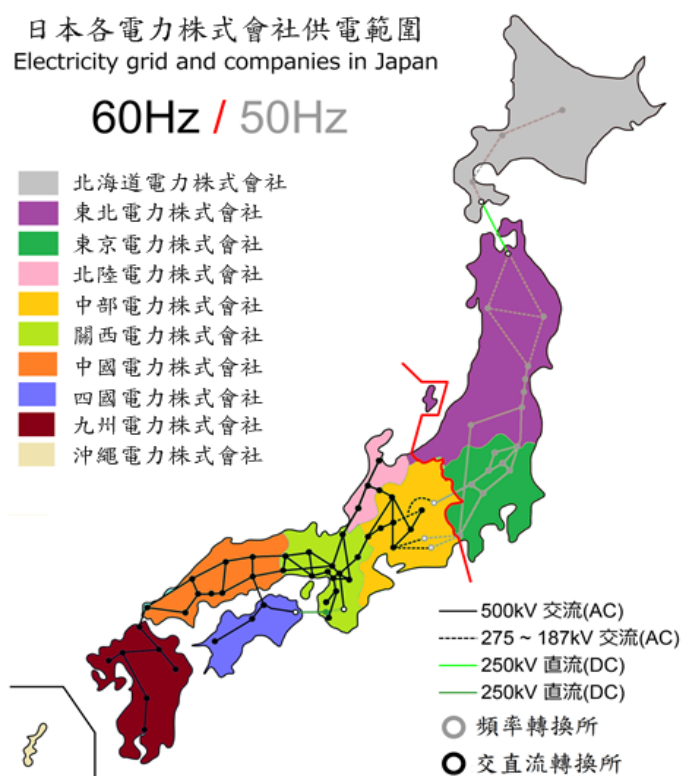 日本各電力株式會社供電範圍
Electricity grid and companies in Japan
60Hz / 50Hz
北海道電力株式會社
東北電力株式會社
東京電力株式會社
北陸電力株式會社
中部電力株式會社
關西電力株式會社
中國電力株式會社
四國電力株式會社
九州電力株式會社
沖繩電力株式會社
500kV 交流(AC)
275 ~ 187kV 交流(AC)
250kV 直流(DC)
250kV 直流(DC)
頻率轉換所
交直流轉換所